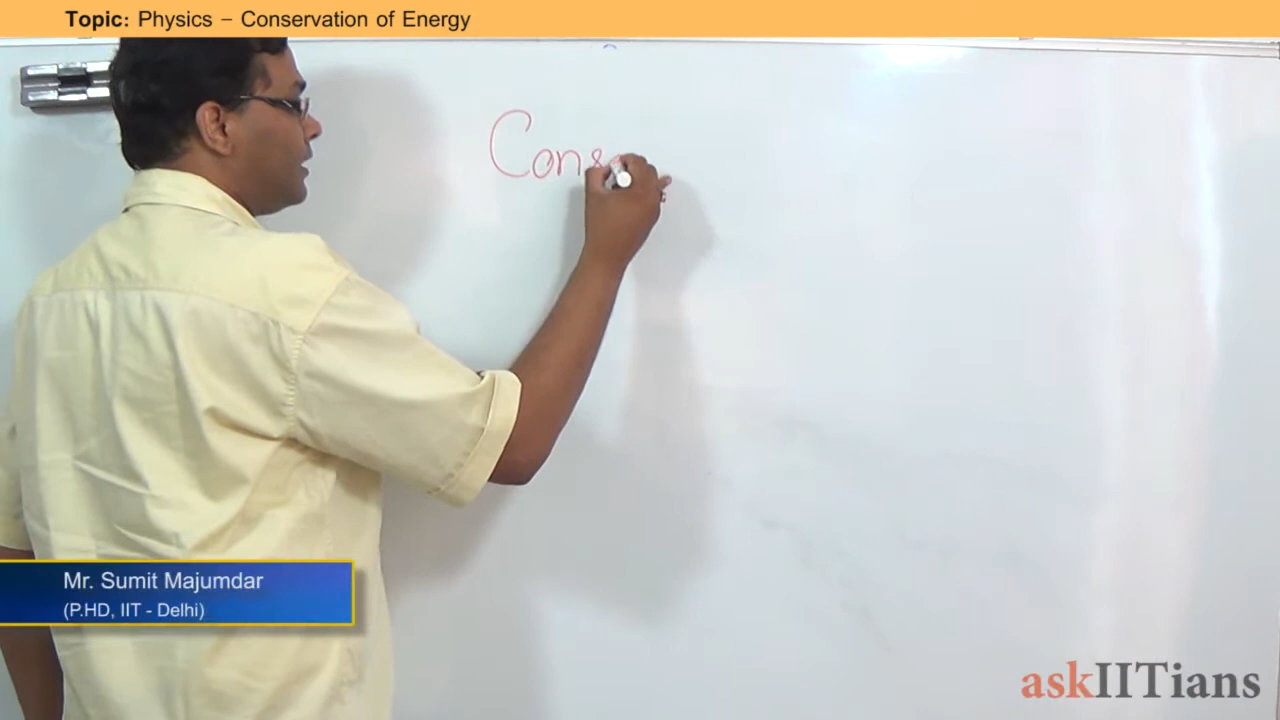 Topic: Physics – Conservation of Energy
Cons
Mr. Sumit Majumdar
(P.HD, IIT - Delhi)
askIITians